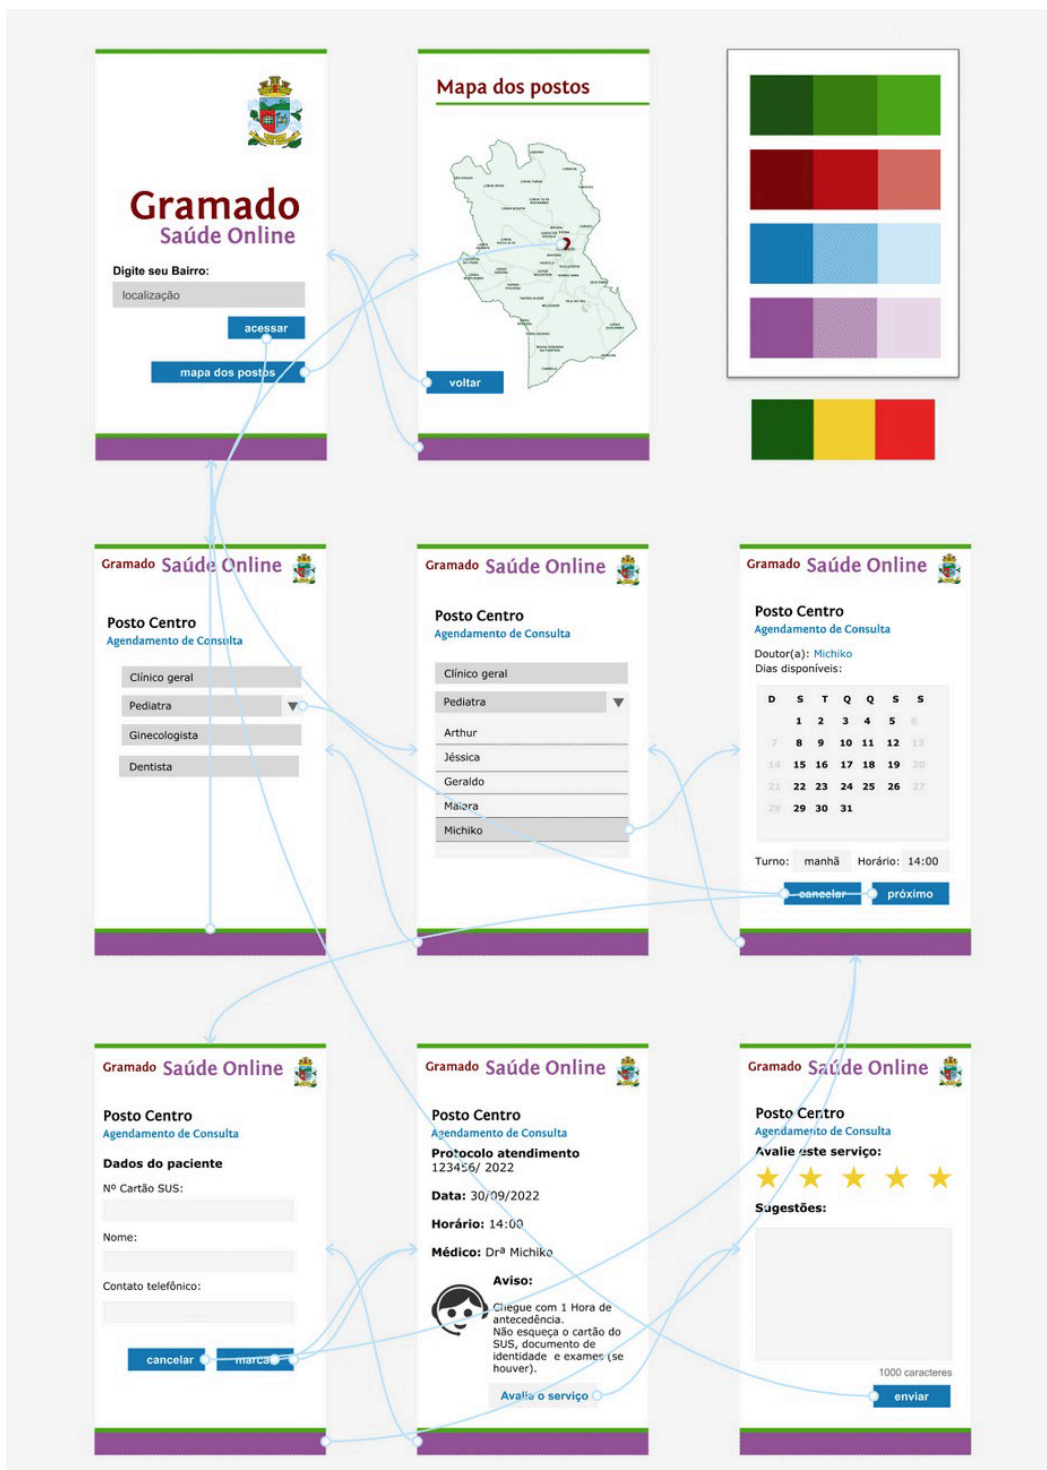 Gramado
Saúde Online
Digite seu Bairro:
localização
acessar
mapa dos postos
Mapa dos postos
voltar
Gramado Saúde Online
Posto Centro
Agendamento de Consulta
Clínico geral
Pediatra
Ginecologista
Dentista
Gramado Saúde Online
Posto Centro
Agendamento de Consulta
Clínico geral
Pediatra
Arthur
Jéssica
Geraldo
Maiara
Michiko
Gramado Saúde Online
Posto Centro
Agendamento de Consulta
Doutor(a): Michiko
Dias disponíveis:
D S T Q Q S S
1 2 3 4 5 6
7 8 9 10 11 12 13
14 15 16 17 18 19 20
21 22 23 24 25 26 27
28 29 30 31
Turno: manhã Horário: 14:00
cancelar próximo
Gramado Saúde Online
Posto Centro
Agendamento de Consulta
Dados do paciente
Nº Cartão SUS:
Nome:
Contato telefônico:
cancelar marcar
Gramado Saúde Online
Posto Centro
Agendamento de Consulta
Protocolo atendimento
123456/ 2022
Data: 30/09/2022
Horário: 14:00
Médico: Drª Michiko
Aviso:
Chegue com 1 Hora de
antecedência.
Não esqueça o cartão do
SUS, documento de
identidade e exames (se
houver).
Avalie o serviço
Gramado Saúde Online
Posto Centro
Agendamento de Consulta
Avalie este serviço:
Sugestões:
1000 caracteres
enviar